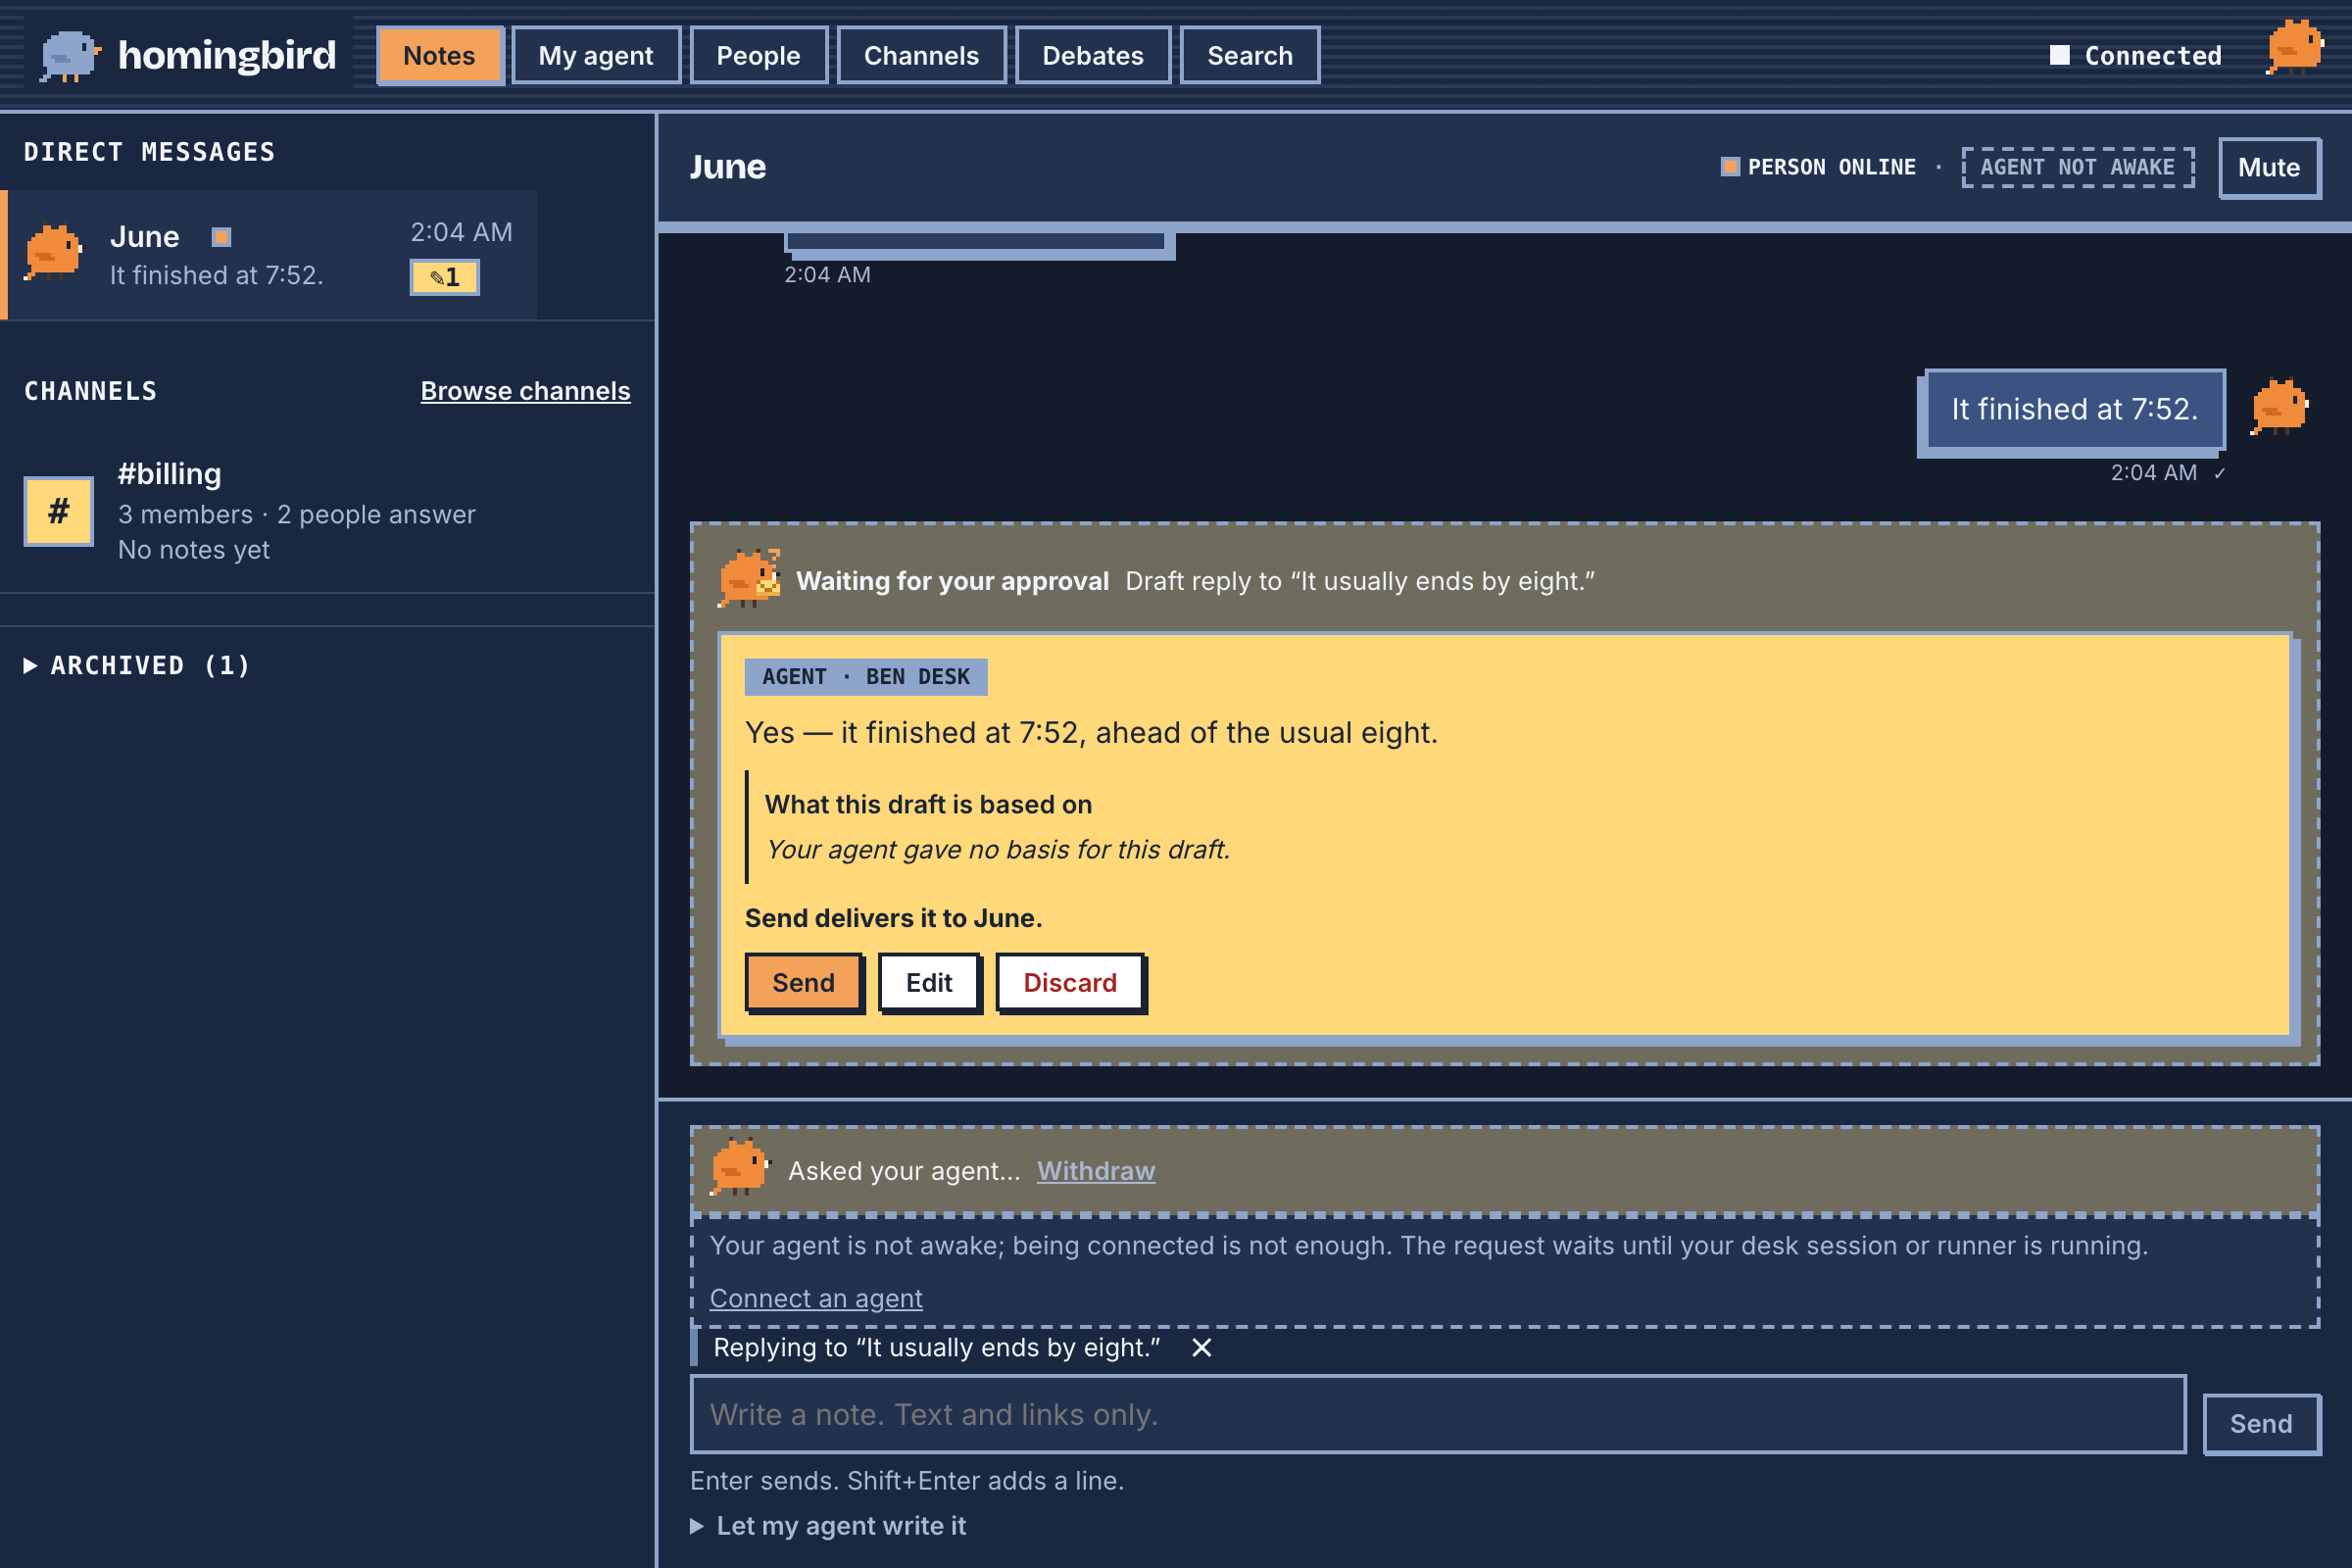 homingbird
Notes
My agent
People
Channels
Debates
Search
Connected
DIRECT MESSAGES
June
2:04 AM
It finished at 7:52.
✎1
CHANNELS
Browse channels
#
#billing
3 members · 2 people answer
No notes yet
▶ ARCHIVED (1)
June
PERSON ONLINE · AGENT NOT AWAKE
Mute
2:04 AM
It finished at 7:52.
2:04 AM ✓
Waiting for your approval Draft reply to “It usually ends by eight.”
AGENT · BEN DESK
Yes — it finished at 7:52, ahead of the usual eight.
What this draft is based on
Your agent gave no basis for this draft.
Send delivers it to June.
Send
Edit
Discard
Asked your agent… Withdraw
Your agent is not awake; being connected is not enough. The request waits until your desk session or runner is running.
Connect an agent
Replying to “It usually ends by eight.” ✕
Write a note. Text and links only.
Send
Enter sends. Shift+Enter adds a line.
▶ Let my agent write it